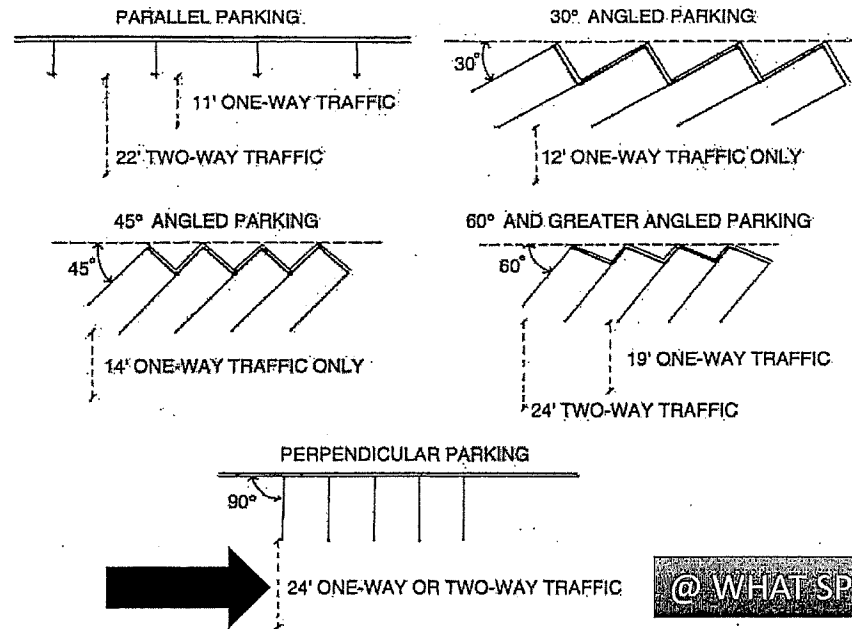 PARALLEL PARKING
11' ONE-WAY TRAFFIC
22' TWO-WAY TRAFFIC
30° ANGLED PARKING
30°
12' ONE-WAY TRAFFIC ONLY
45° ANGLED PARKING
45°
14' ONE-WAY TRAFFIC ONLY
60° AND GREATER ANGLED PARKING
60°
19' ONE-WAY TRAFFIC
24' TWO-WAY TRAFFIC
PERPENDICULAR PARKING
90°
24' ONE-WAY OR TWO-WAY TRAFFIC
@ WHAT